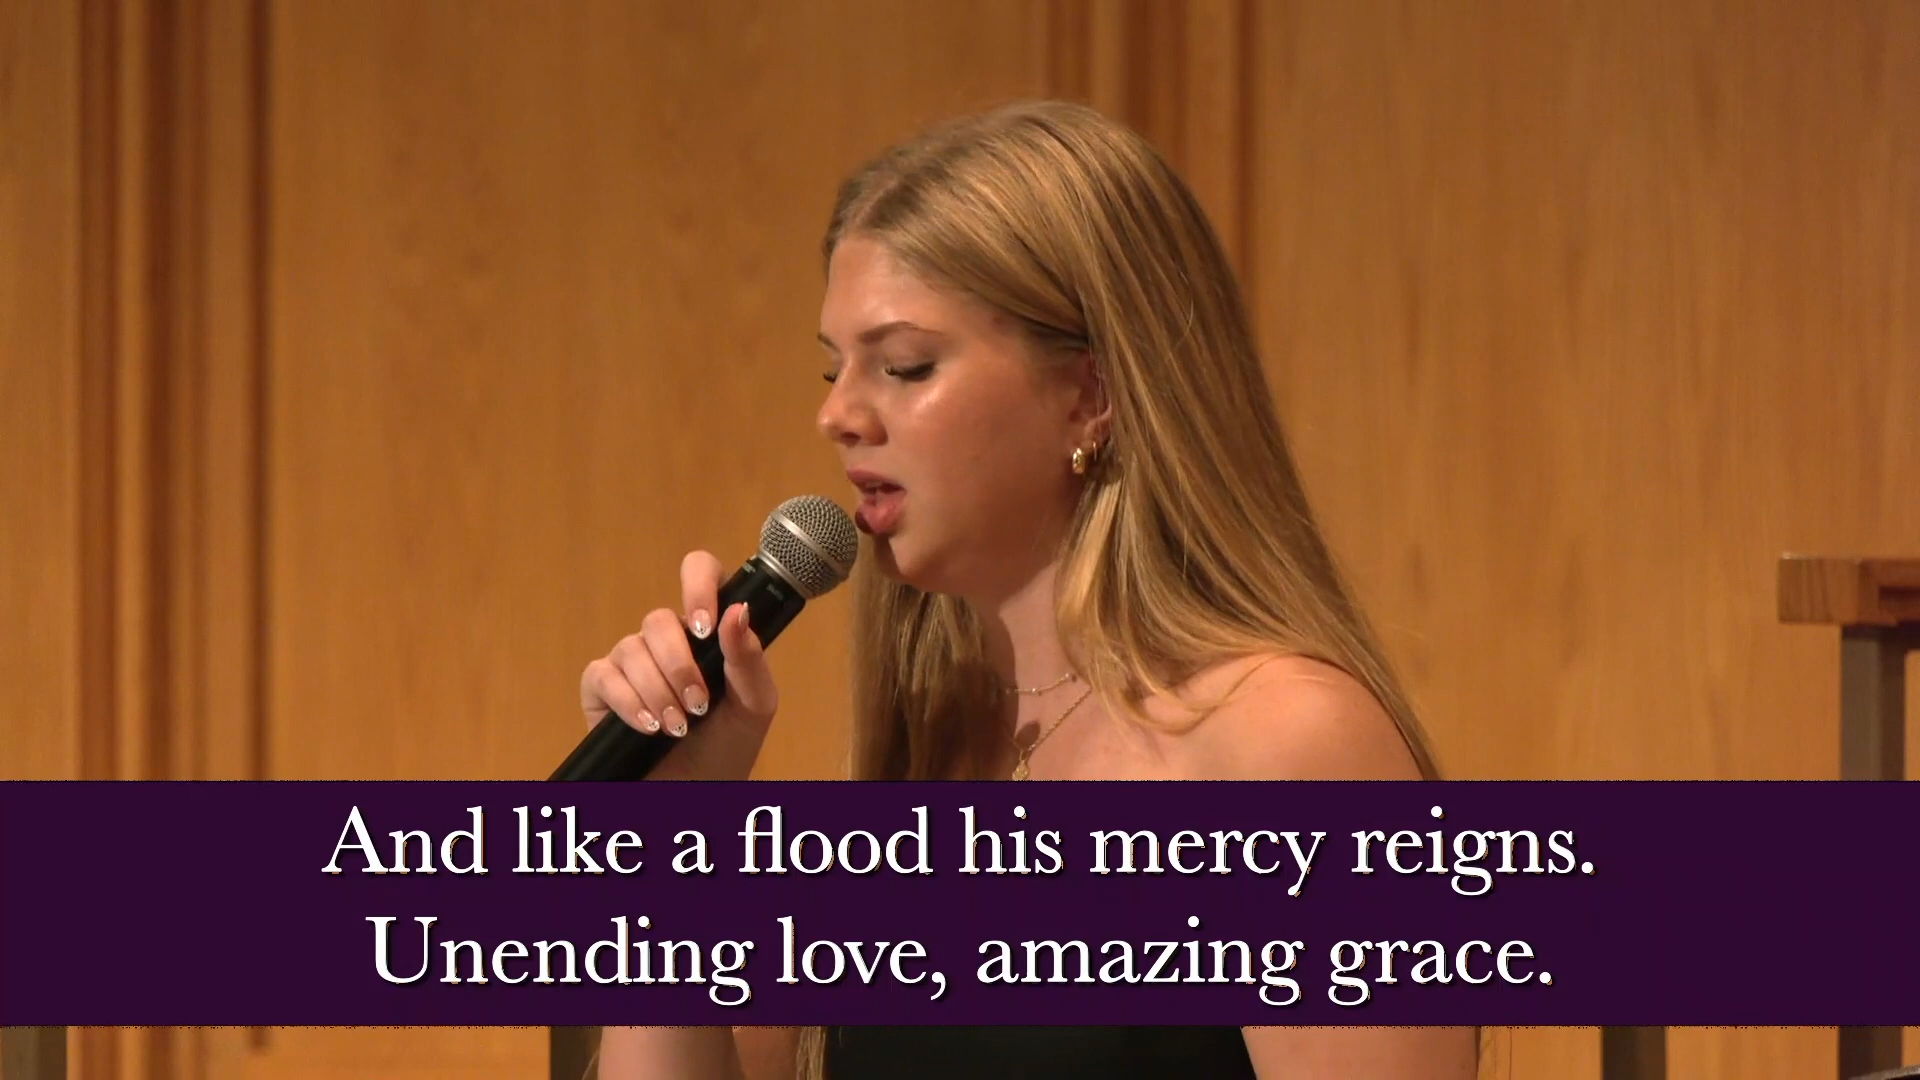 And like a flood his mercy reigns.
Unending love, amazing grace.